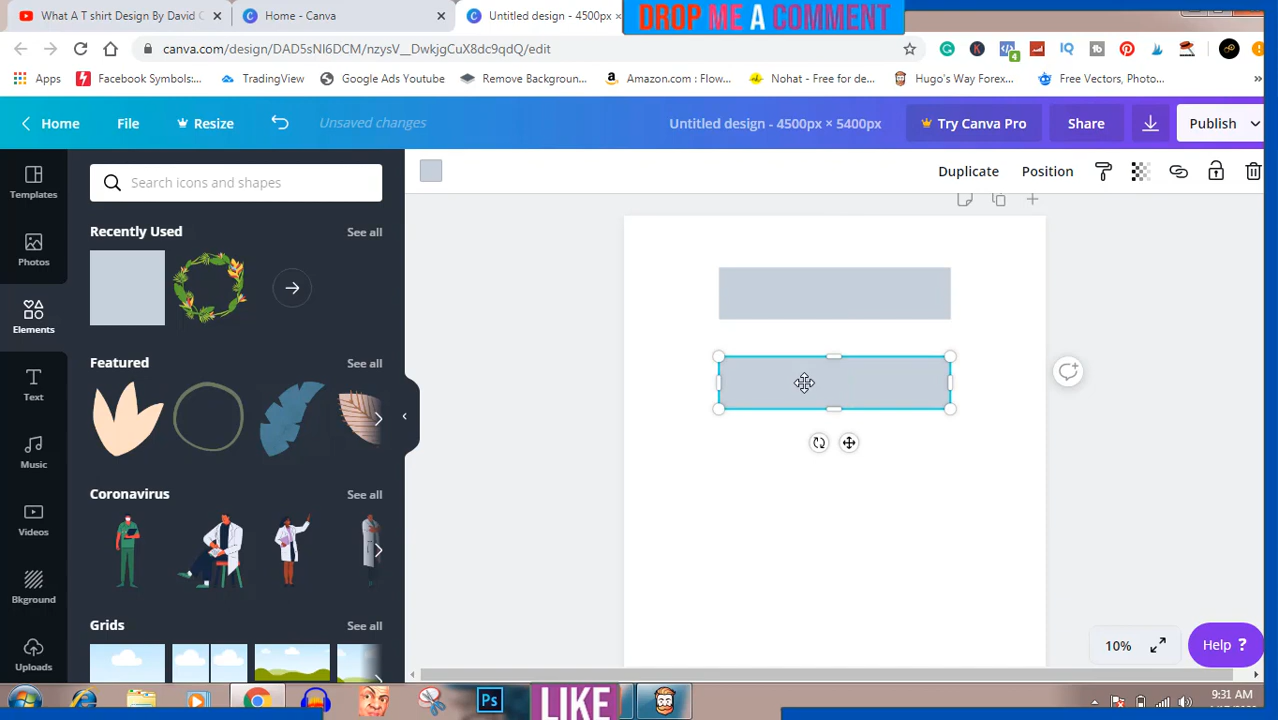 What A T shirt Design By David C
Home - Canva
Untitled design - 4500px
DROP ME A COMMENT
canva.com/design/DAD5sNI6DCM/nzysV__DwkjgCuX8dc9qdQ/edit
Apps
Facebook Symbols:...
TradingView
Google Ads Youtube
Remove Background...
Amazon.com : Flow...
Nohat - Free for de...
Hugo's Way Forex...
Free Vectors, Photo...
Home
File
Resize
Unsaved changes
Untitled design - 4500px × 5400px
Try Canva Pro
Share
Publish
Templates
Search icons and shapes
Duplicate
Position
Recently Used
See all
Photos
Elements
Featured
See all
Text
Music
Coronavirus
See all
Videos
Bkground
Grids
See all
Uploads
10%
Help ?
Ps
LIKE
9:31 AM